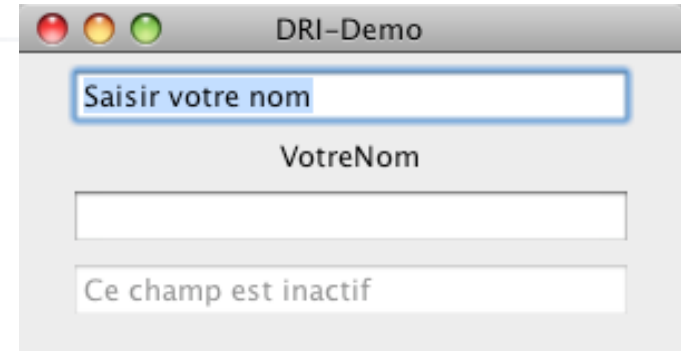 DRI-Demo
Saisir votre nom
VotreNom
Ce champ est inactif